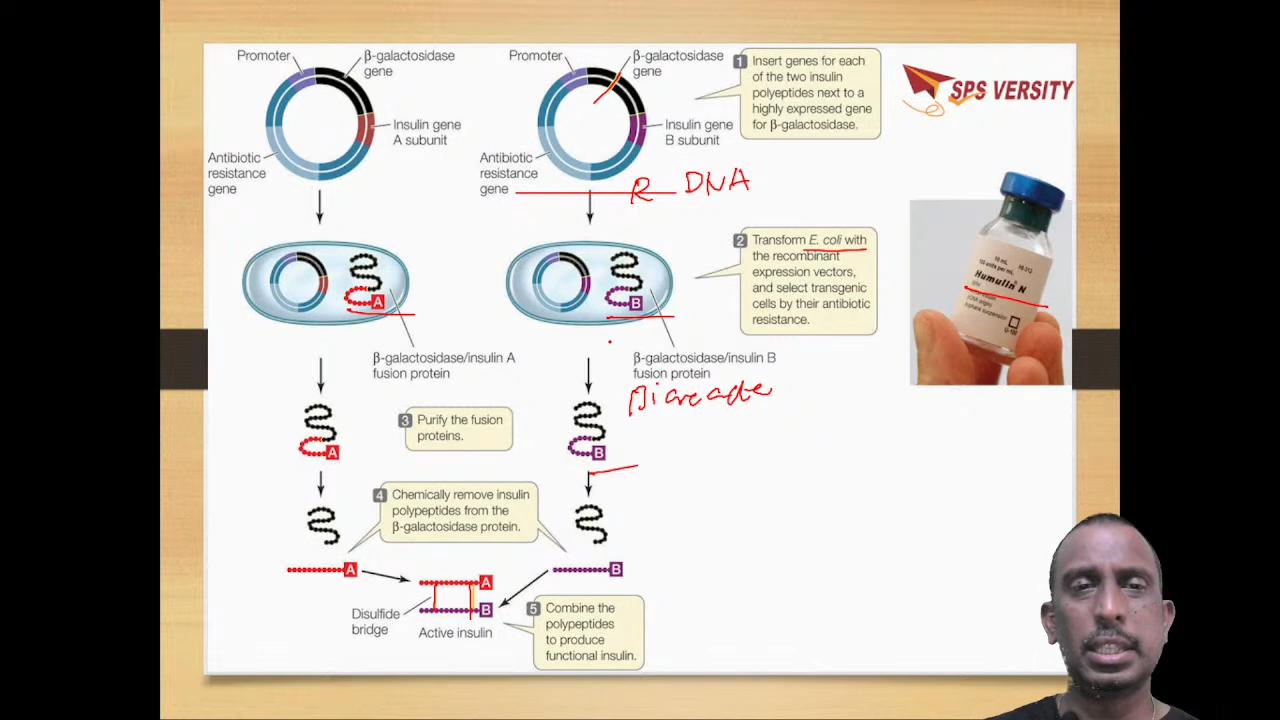 Promoter
β-galactosidase
gene
Insulin gene
A subunit
Antibiotic
resistance
gene
Promoter
β-galactosidase
gene
Insulin gene
B subunit
Antibiotic
resistance
gene
R DNA
1 Insert genes for each
of the two insulin
polypeptides next to a
highly expressed gene
for β-galactosidase.
SPS VERSITY
A
B
2 Transform E. coli with
the recombinant
expression vectors,
and select transgenic
cells by their antibiotic
resistance.
Humulin N
U-100
β-galactosidase/insulin A
fusion protein
β-galactosidase/insulin B
fusion protein
3 Purify the fusion
proteins.
A
B
4 Chemically remove insulin
polypeptides from the
β-galactosidase protein.
A
B
A
B
Disulfide
bridge
Active insulin
5 Combine the
polypeptides
to produce
functional insulin.